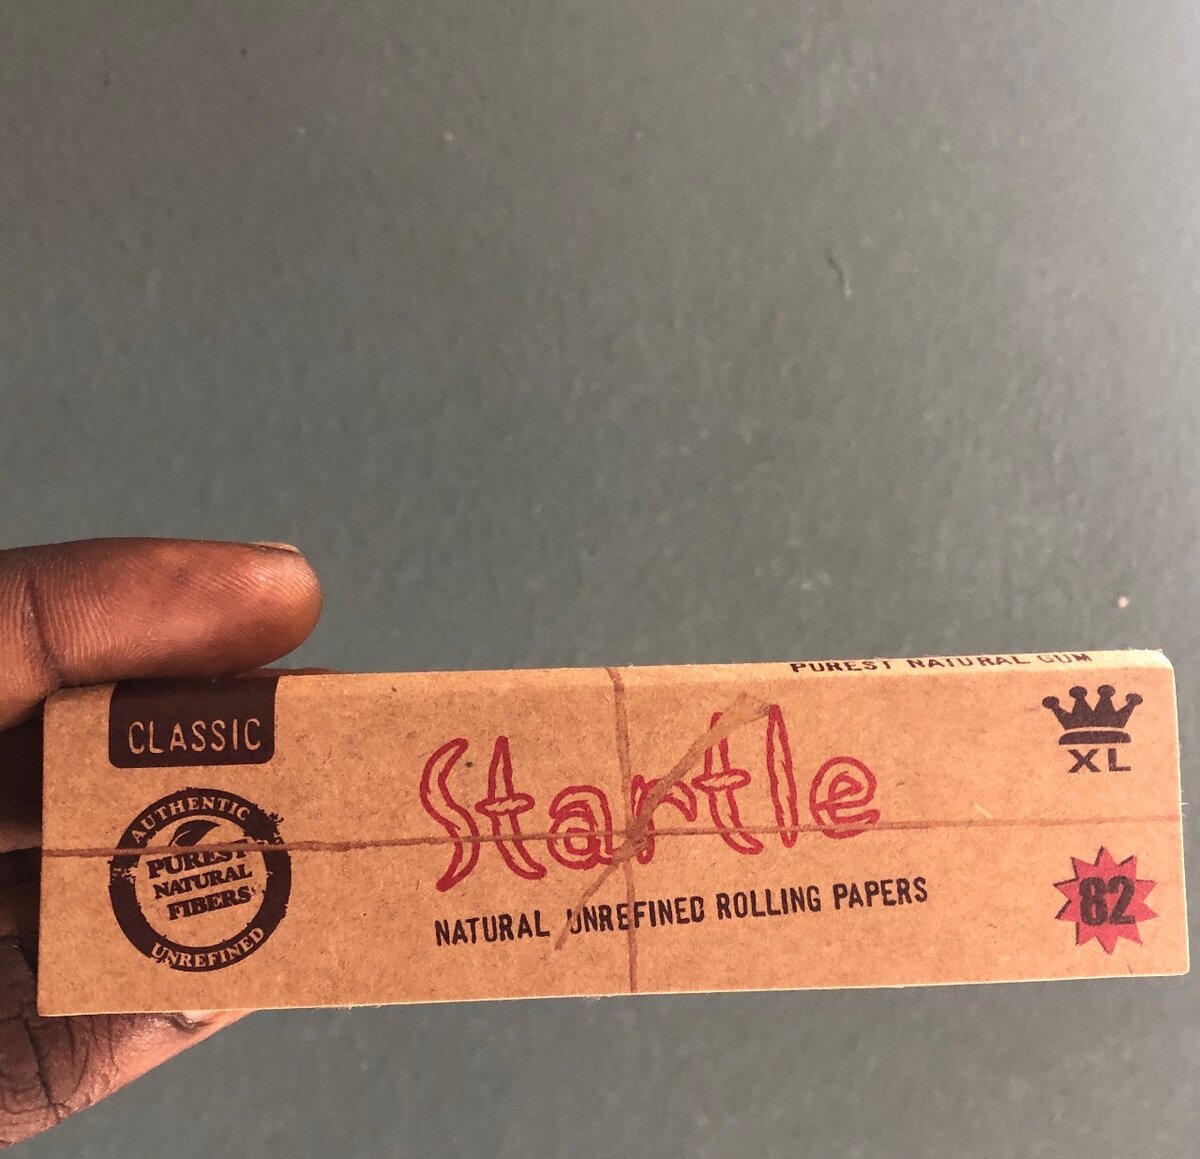 PUREST NATURAL GUM
CLASSIC
XL
AUTHENTIC
PUREST
NATURAL
FIBERS
UNREFINED
Startle
NATURAL UNREFINED ROLLING PAPERS
82